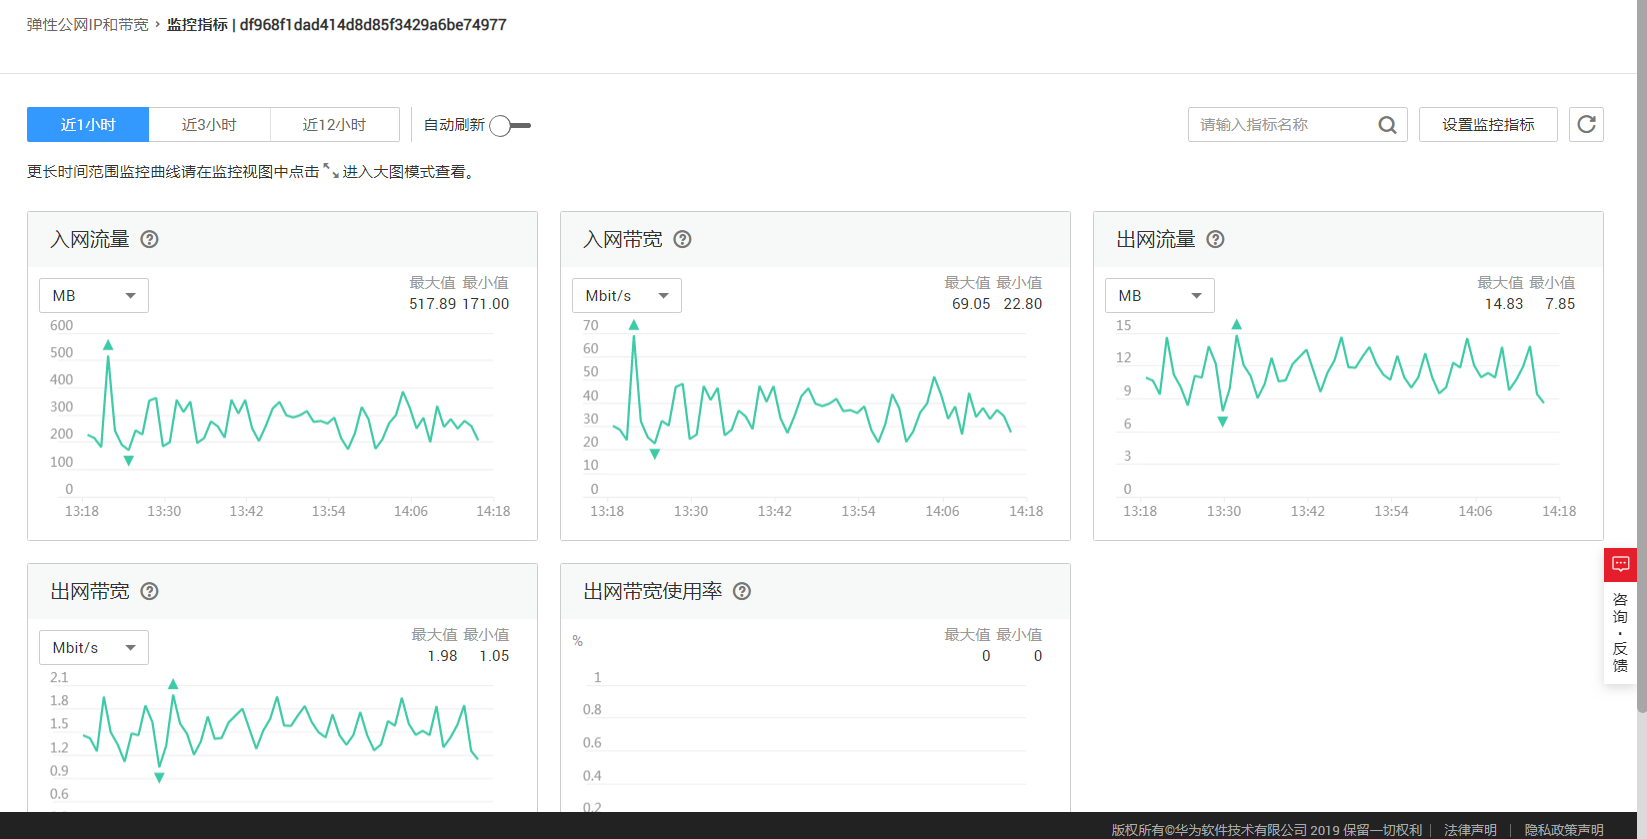 弹性公网IP和带宽 › 监控指标 | df968f1dad414d8d85f3429a6be74977
近1小时 近3小时 近12小时 自动刷新 请输入指标名称 设置监控指标
更长时间范围监控曲线请在监控视图中点击 进入大图模式查看。
入网流量 ?
MB
最大值 最小值
517.89 171.00
600
500
400
300
200
100
0
13:18 13:30 13:42 13:54 14:06 14:18
入网带宽 ?
Mbit/s
最大值 最小值
69.05 22.80
70
60
50
40
30
20
10
0
13:18 13:30 13:42 13:54 14:06 14:18
出网流量 ?
MB
最大值 最小值
14.83 7.85
15
12
9
6
3
0
13:18 13:30 13:42 13:54 14:06 14:18
出网带宽 ?
Mbit/s
最大值 最小值
1.98 1.05
2.1
1.8
1.5
1.2
0.9
0.6
出网带宽使用率 ?
%
最大值 最小值
0 0
1
0.8
0.6
0.4
0.2
咨询·反馈
版权所有©华为软件技术有限公司 2019 保留一切权利 | 法律声明 | 隐私政策声明